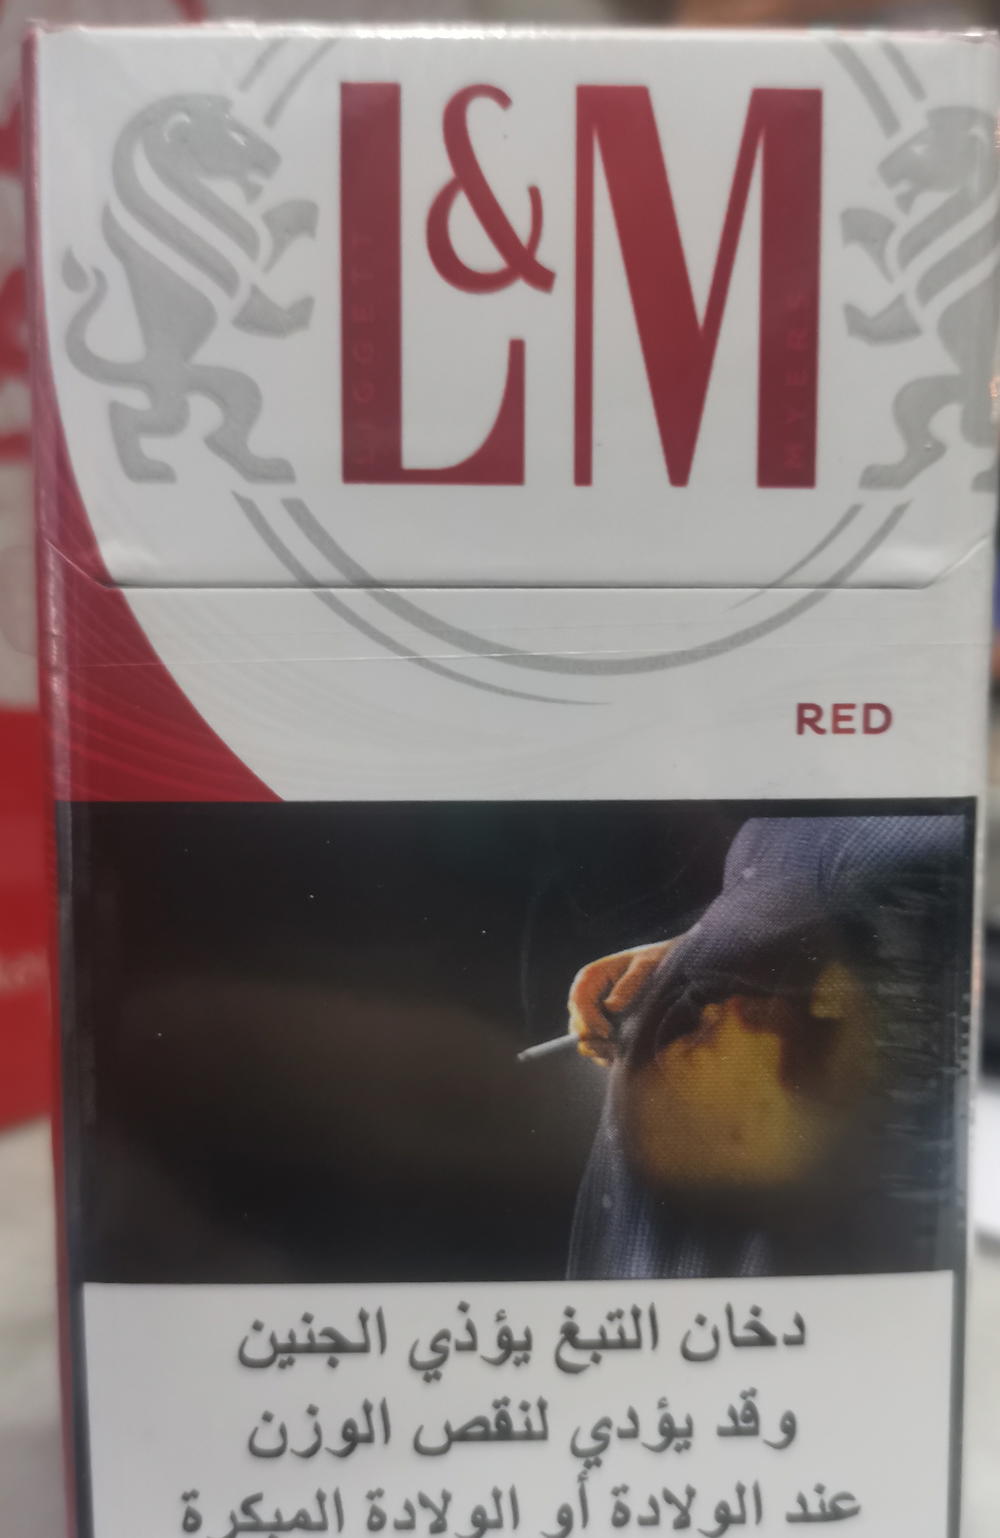 L&M
LIGGETT
MYERS
RED
دخان التبغ يؤذي الجنين
وقد يؤدي لنقص الوزن
عند الولادة أو الولادة المبكرة